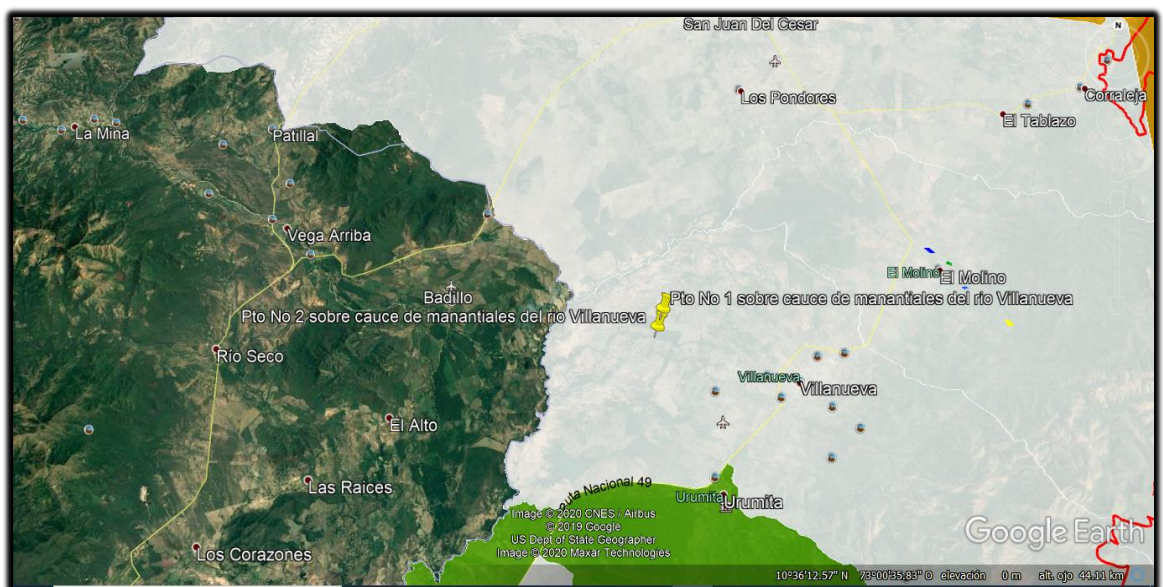 San Juan Del Cesar
N
Los Pondores
Corraleja
El Tablazo
La Mina
Patillal
Vega Arriba
El Molino
El Molino
Badillo
Pto No 1 sobre cauce de manantiales del rio Villanueva
Pto No 2 sobre cauce de manantiales del rio Villanueva
Río Seco
Villanueva
Villanueva
El Alto
Las Raices
Nacional 49
Urumita
Urumita
Image © 2020 CNES / Airbus
© 2019 Google
US Dept of State Geographer
Image © 2020 Maxar Technologies
Google Earth
Los Corazones
10°36'12.57" N 73°00'35.83" O elevación 0 m alt. ojo 44.11 km